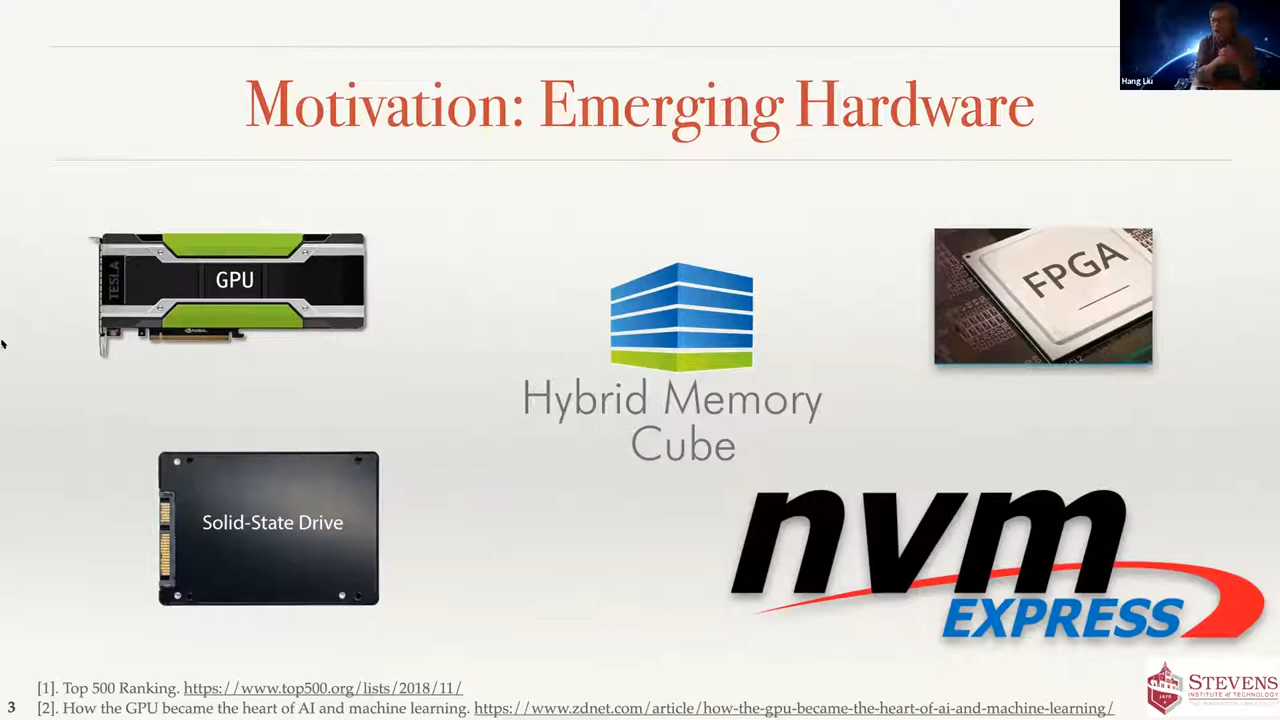 Hang Liu
Motivation: Emerging Hardware
TESLA
GPU
FPGA
Hybrid Memory
Cube
Solid-State Drive
nvm
EXPRESS
[1]. Top 500 Ranking. https://www.top500.org/lists/2018/11/
3 [2]. How the GPU became the heart of AI and machine learning. https://www.zdnet.com/article/how-the-gpu-became-the-heart-of-ai-and-machine-learning/
STEVENS
INSTITUTE of TECHNOLOGY
1870